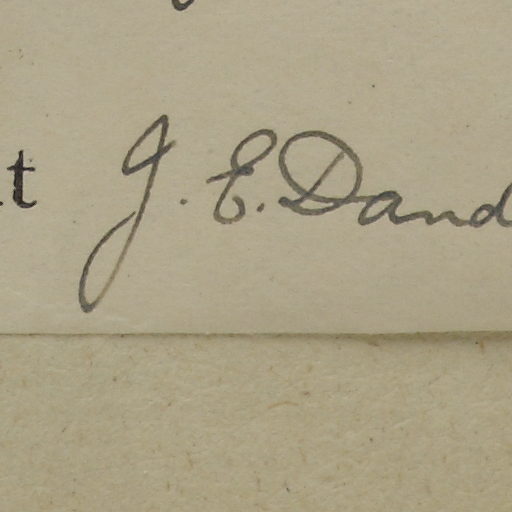 t J. E. Dand